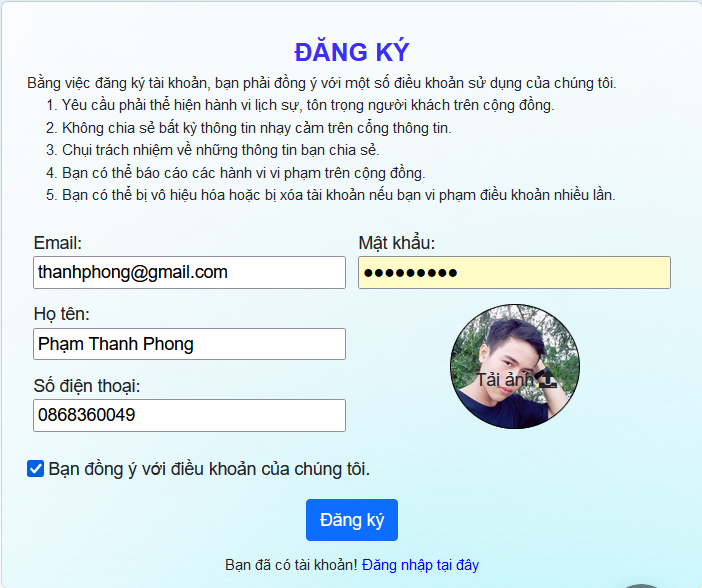 ĐĂNG KÝ
Bằng việc đăng ký tài khoản, bạn phải đồng ý với một số điều khoản sử dụng của chúng tôi.
1. Yêu cầu phải thể hiện hành vi lịch sự, tôn trọng người khách trên cộng đồng.
2. Không chia sẻ bất kỳ thông tin nhạy cảm trên cổng thông tin.
3. Chụi trách nhiệm về những thông tin bạn chia sẻ.
4. Bạn có thể báo cáo các hành vi vi phạm trên cộng đồng.
5. Bạn có thể bị vô hiệu hóa hoặc bị xóa tài khoản nếu bạn vi phạm điều khoản nhiều lần.
Email: Mật khẩu:
thanhphong@gmail.com •••••••••
Họ tên:
Phạm Thanh Phong
Tải ảnh
Số điện thoại:
0868360049
Bạn đồng ý với điều khoản của chúng tôi.
Đăng ký
Bạn đã có tài khoản! Đăng nhập tại đây